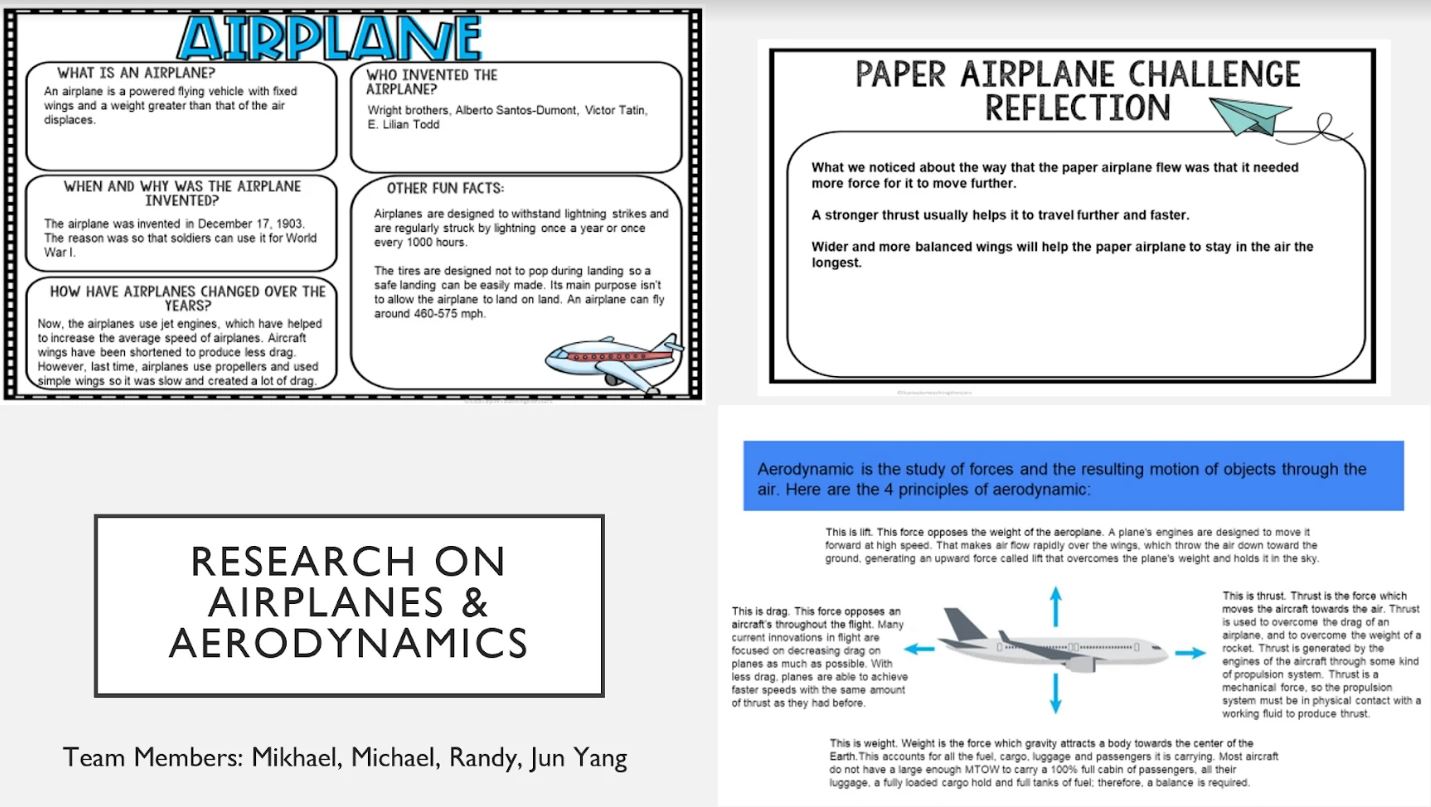 AIRPLANE
WHAT IS AN AIRPLANE?
An airplane is a powered flying vehicle with fixed
wings and a weight greater than that of the air
displaces.
WHO INVENTED THE
AIRPLANE?
Wright brothers, Alberto Santos-Dumont, Victor Tatin,
E. Lilian Todd
WHEN AND WHY WAS THE AIRPLANE
INVENTED?
The airplane was invented in December 17, 1903.
The reason was so that soldiers can use it for World
War I.
OTHER FUN FACTS:
Airplanes are designed to withstand lightning strikes and
are regularly struck by lightning once a year or once
every 1000 hours.
The tires are designed not to pop during landing so a
safe landing can be easily made. Its main purpose isn't
to allow the airplane to land on land. An airplane can fly
around 460-575 mph.
HOW HAVE AIRPLANES CHANGED OVER THE
YEARS?
Now, the airplanes use jet engines, which have helped
to increase the average speed of airplanes. Aircraft
wings have been shortened to produce less drag.
However, last time, airplanes use propellers and used
simple wings so it was slow and created a lot of drag.
PAPER AIRPLANE CHALLENGE
REFLECTION
What we noticed about the way that the paper airplane flew was that it needed
more force for it to move further.
A stronger thrust usually helps it to travel further and faster.
Wider and more balanced wings will help the paper airplane to stay in the air the
longest.
RESEARCH ON
AIRPLANES &
AERODYNAMICS
Team Members: Mikhael, Michael, Randy, Jun Yang
Aerodynamic is the study of forces and the resulting motion of objects through the
air. Here are the 4 principles of aerodynamic:
This is lift. This force opposes the weight of the aeroplane. A plane's engines are designed to move it
forward at high speed. That makes air flow rapidly over the wings, which throw the air down toward the
ground, generating an upward force called lift that overcomes the plane's weight and holds it in the sky.
This is drag. This force opposes an
aircraft's throughout the flight. Many
current innovations in flight are
focused on decreasing drag on
planes as much as possible. With
less drag, planes are able to achieve
faster speeds with the same amount
of thrust as they had before.
This is thrust. Thrust is the force which
moves the aircraft towards the air. Thrust
is used to overcome the drag of an
airplane, and to overcome the weight of a
rocket. Thrust is generated by the
engines of the aircraft through some kind
of propulsion system. Thrust is a
mechanical force, so the propulsion
system must be in physical contact with a
working fluid to produce thrust.
This is weight. Weight is the force which gravity attracts a body towards the center of the
Earth.This accounts for all the fuel, cargo, luggage and passengers it is carrying. Most aircraft
do not have a large enough MTOW to carry a 100% full cabin of passengers, all their
luggage, a fully loaded cargo hold and full tanks of fuel; therefore, a balance is required.